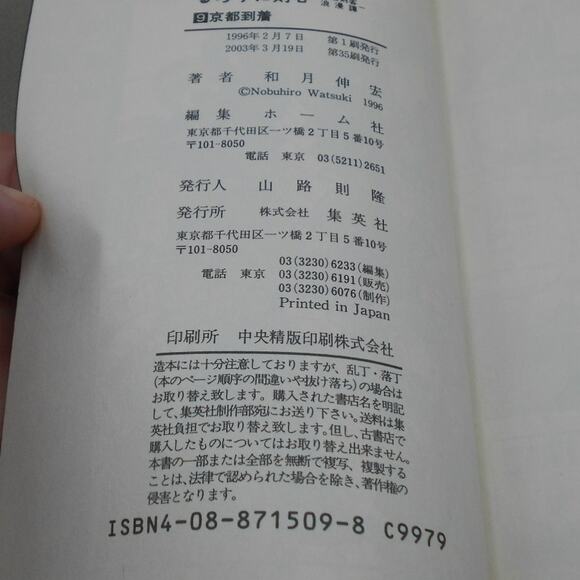 浪漫譚
9京都到着
1996年2月7日 第1刷発行
2003年3月19日 第35刷発行
著者 和月伸宏
©Nobuhiro Watsuki 1996
編集 ホーム社
東京都千代田区一ツ橋2丁目5番10号
〒101-8050
電話 東京 03(5211)2651
発行人 山路則隆
発行所 株式会社 集英社
東京都千代田区一ツ橋2丁目5番10号
〒101-8050
03(3230)6233(編集)
電話 東京 03(3230)6191(販売)
03(3230)6076(制作)
Printed in Japan
印刷所 中央精版印刷株式会社
造本には十分注意しておりますが、乱丁・落丁
(本のページ順序の間違いや抜け落ち)の場合は
お取り替え致します。購入された書店名を明記
して、集英社制作部宛にお送り下さい。送料は集
英社負担でお取り替え致します。但し、古書店で
購入したものについてはお取り替え出来ません。
本書の一部または全部を無断で複写、複製する
ことは、法律で認められた場合を除き、著作権の
侵害となります。
ISBN4-08-871509-8 C9979